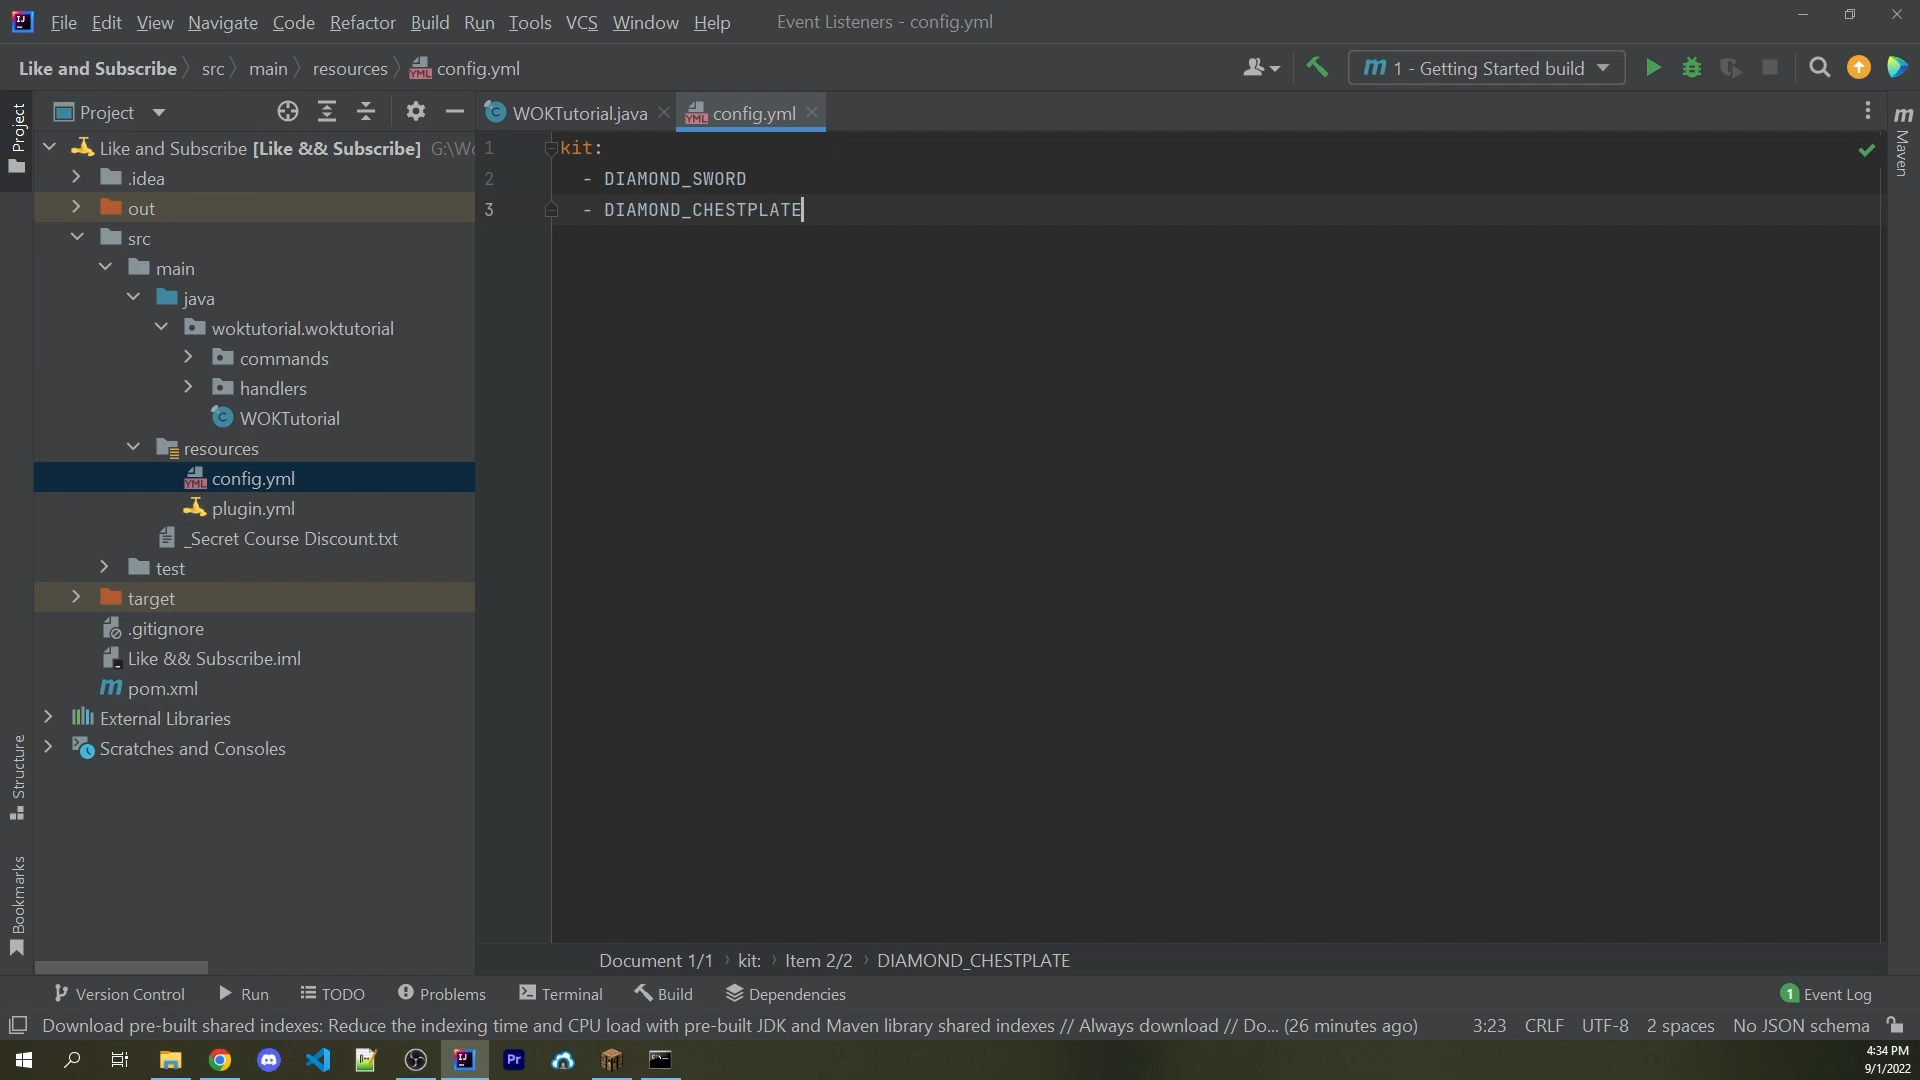 File Edit View Navigate Code Refactor Build Run Tools VCS Window Help Event Listeners - config.yml
Like and Subscribe src main resources config.yml 1 - Getting Started build
Project
Project
WOKTutorial.java config.yml
Maven
Like and Subscribe [Like && Subscribe] G:\Wo
.idea
out
src
main
java
woktutorial.woktutorial
commands
handlers
WOKTutorial
resources
config.yml
plugin.yml
_Secret Course Discount.txt
test
target
.gitignore
Like && Subscribe.iml
pom.xml
External Libraries
Scratches and Consoles
1 kit:
2 - DIAMOND_SWORD
3 - DIAMOND_CHESTPLATE
Structure
Bookmarks
Document 1/1 kit: Item 2/2 DIAMOND_CHESTPLATE
Version Control Run TODO Problems Terminal Build Dependencies 1 Event Log
Download pre-built shared indexes: Reduce the indexing time and CPU load with pre-built JDK and Maven library shared indexes // Always download // Do... (26 minutes ago) 3:23 CRLF UTF-8 2 spaces No JSON schema
4:34 PM
9/1/2022